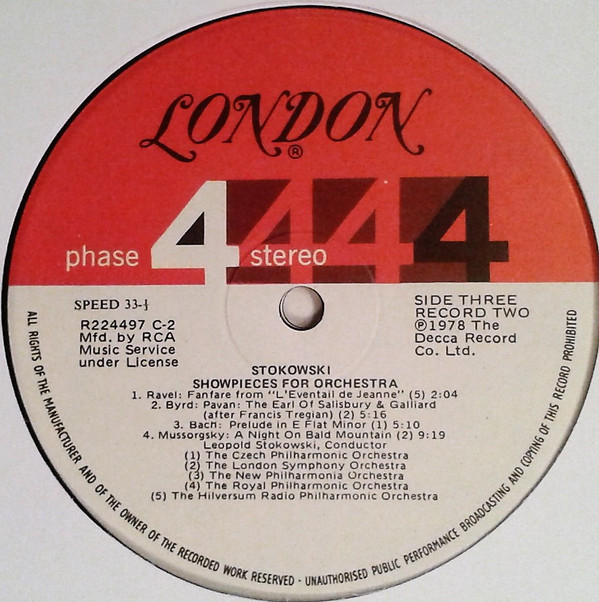 LONDON
®
phase 4 stereo 4 4 4
SPEED 33-⅓
R224497 C-2
Mfd. by RCA
Music Service
under License
SIDE THREE
RECORD TWO
℗1978 The
Decca Record
Co. Ltd.
STOKOWSKI
SHOWPIECES FOR ORCHESTRA
1. Ravel: Fanfare from "L'Eventail de Jeanne" (5) 2:04
2. Byrd: Pavan: The Earl Of Salisbury & Galliard
(after Francis Tregian) (2) 5:16
3. Bach: Prelude in E Flat Minor (1) 5:10
4. Mussorgsky: A Night On Bald Mountain (2) 9:19
Leopold Stokowski, Conductor
(1) The Czech Philharmonic Orchestra
(2) The London Symphony Orchestra
(3) The New Philharmonia Orchestra
(4) The Royal Philharmonic Orchestra
(5) The Hilversum Radio Philharmonic Orchestra
ALL RIGHTS OF THE MANUFACTURER AND OF THE OWNER OF THE RECORDED WORK RESERVED - UNAUTHORISED PUBLIC PERFORMANCE BROADCASTING AND COPYING OF THIS RECORD PROHIBITED